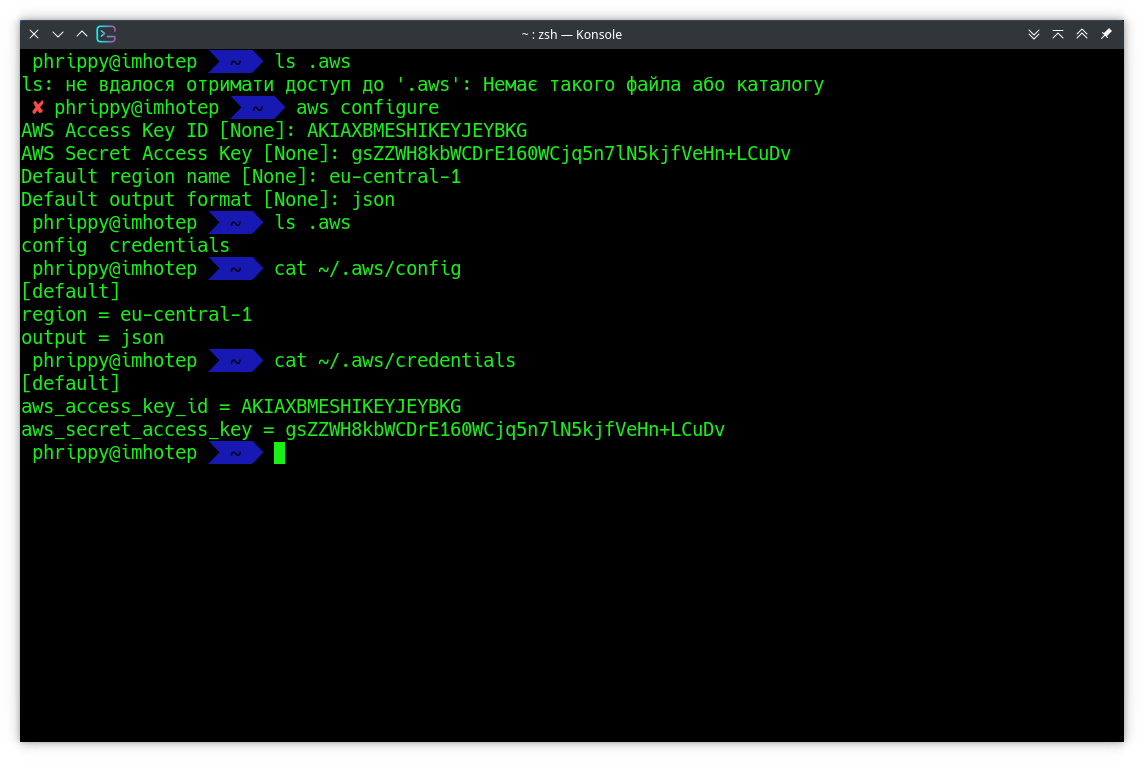 ~ : zsh — Konsole
phrippy@imhotep ~ ls .aws
ls: не вдалося отримати доступ до '.aws': Немає такого файла або каталогу
✘ phrippy@imhotep ~ aws configure
AWS Access Key ID [None]: AKIAXBMESHIKEYJEYBKG
AWS Secret Access Key [None]: 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
Default region name [None]: eu-central-1
Default output format [None]: json
phrippy@imhotep ~ ls .aws
config  credentials
phrippy@imhotep ~ cat ~/.aws/config
[default]
region = eu-central-1
output = json
phrippy@imhotep ~ cat ~/.aws/credentials
[default]
aws_access_key_id = AKIAXBMESHIKEYJEYBKG
aws_secret_access_key = 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
phrippy@imhotep ~